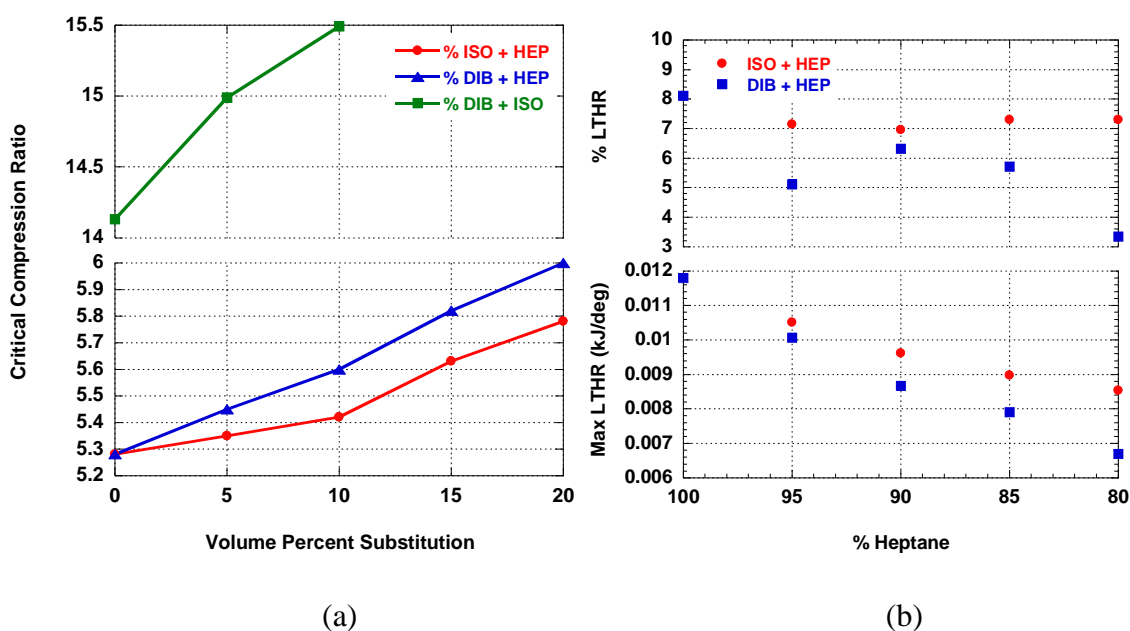 15.5
15
14.5
14
% ISO + HEP
% DIB + HEP
% DIB + ISO
Critical Compression Ratio
6
5.9
5.8
5.7
5.6
5.5
5.4
5.3
5.2
0 5 10 15 20
Volume Percent Substitution
(a)
10
9
8
7
6
5
4
3
% LTHR
ISO + HEP
DIB + HEP
0.012
0.011
0.01
0.009
0.008
0.007
0.006
Max LTHR (kJ/deg)
100 95 90 85 80
% Heptane
(b)